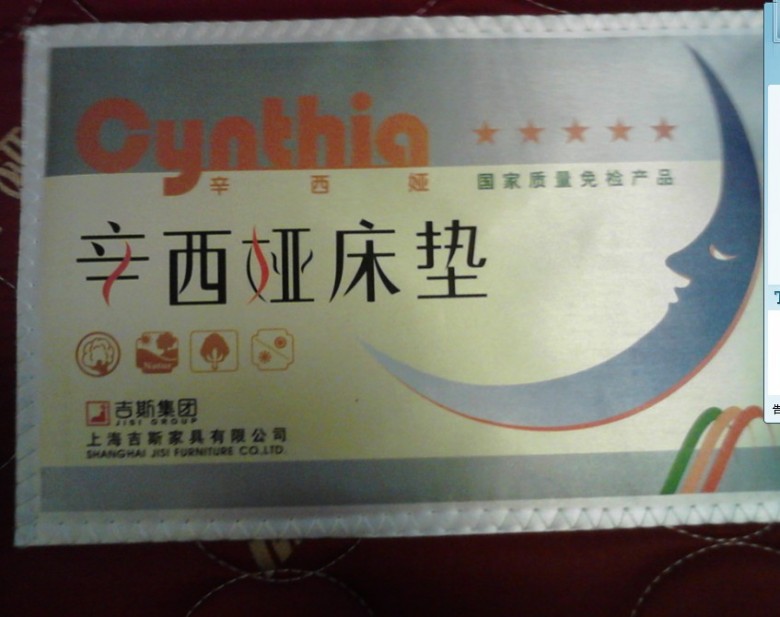 Cynthia
辛西娅
国家质量免检产品
辛西娅床垫
Natur
吉斯集团
JISI GROUP
上海吉斯家具有限公司
SHANGHAI JISI FURNITURE CO.,LTD.